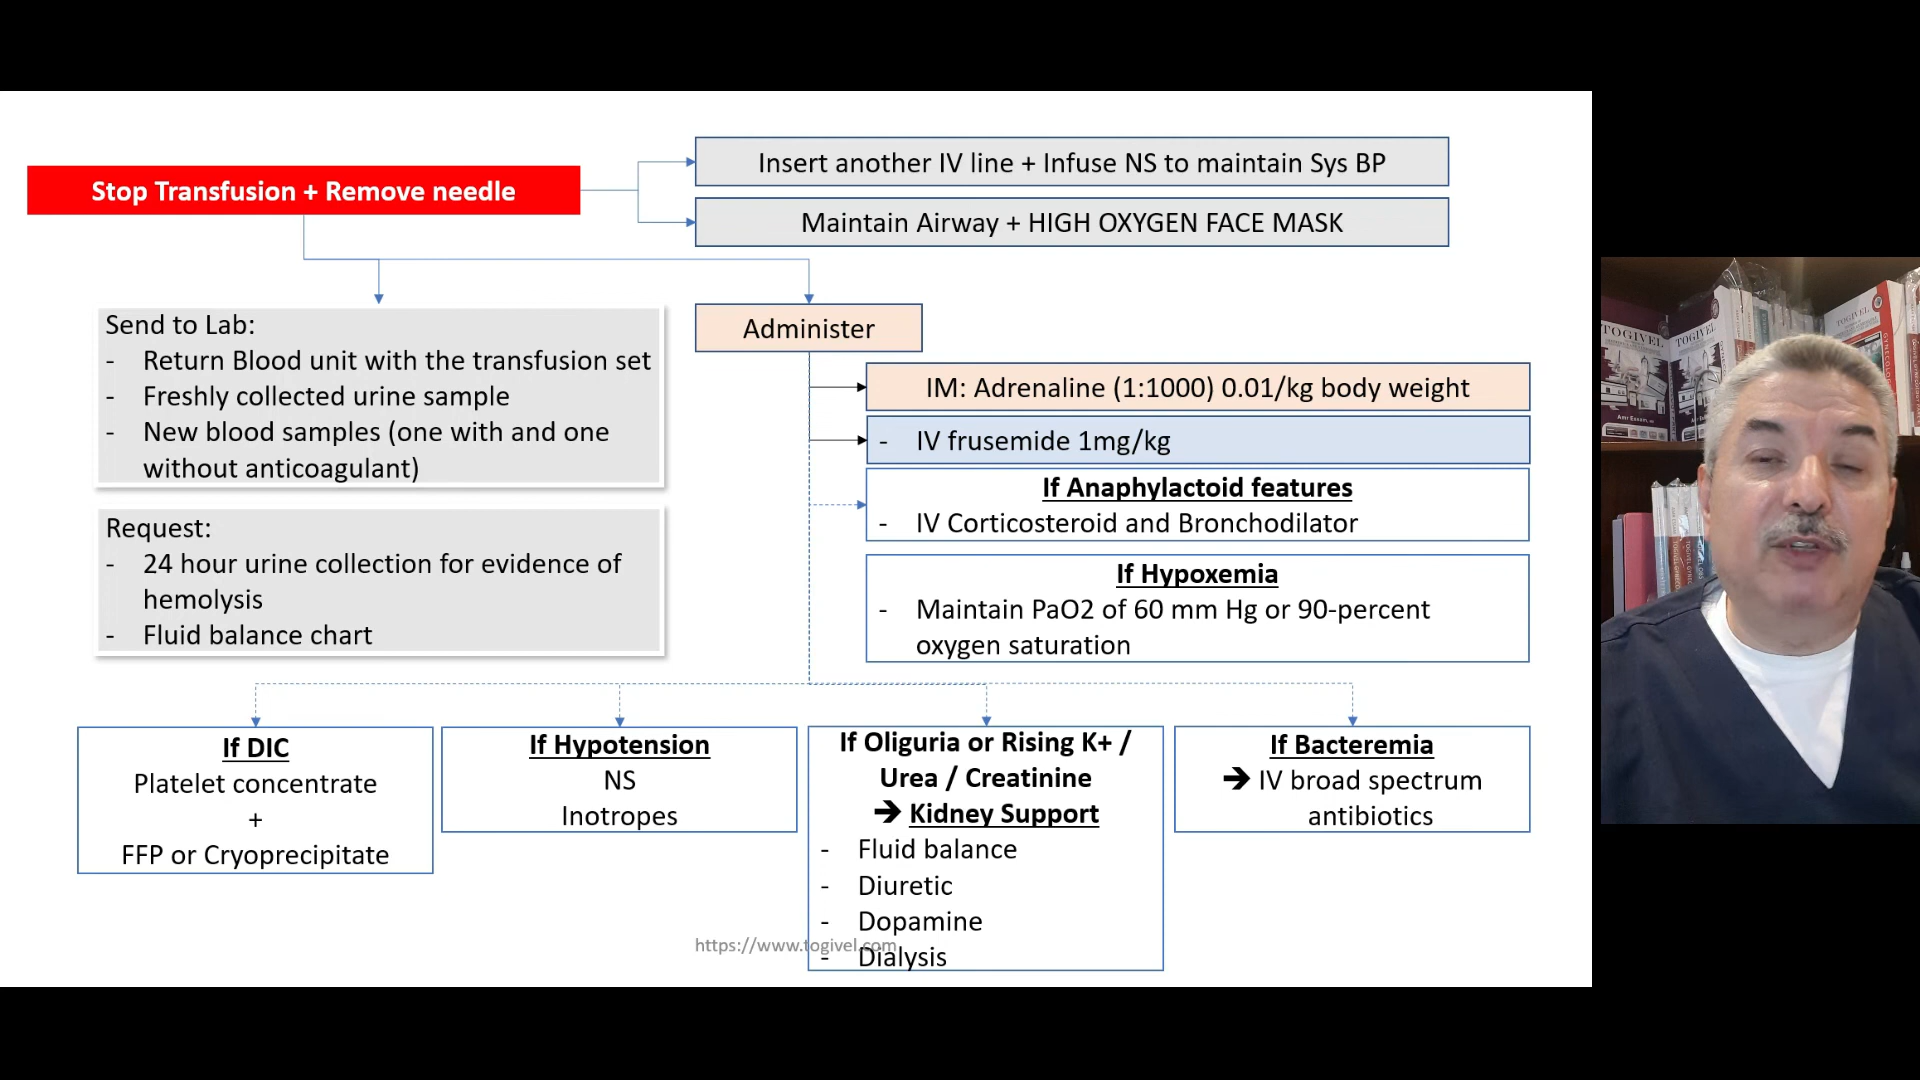 Stop Transfusion + Remove needle
Insert another IV line + Infuse NS to maintain Sys BP
Maintain Airway + HIGH OXYGEN FACE MASK
Send to Lab:
- Return Blood unit with the transfusion set
- Freshly collected urine sample
- New blood samples (one with and one
without anticoagulant)
Request:
- 24 hour urine collection for evidence of
hemolysis
- Fluid balance chart
Administer
IM: Adrenaline (1:1000) 0.01/kg body weight
- IV frusemide 1mg/kg
If Anaphylactoid features
- IV Corticosteroid and Bronchodilator
If Hypoxemia
- Maintain PaO2 of 60 mm Hg or 90-percent
oxygen saturation
If DIC
Platelet concentrate
+
FFP or Cryoprecipitate
If Hypotension
NS
Inotropes
If Oliguria or Rising K+ /
Urea / Creatinine
➔ Kidney Support
- Fluid balance
- Diuretic
- Dopamine
- Dialysis
If Bacteremia
➔ IV broad spectrum
antibiotics
https://www.togivel.com
TOGIVEL
TOGIVEL
TOGIVEL